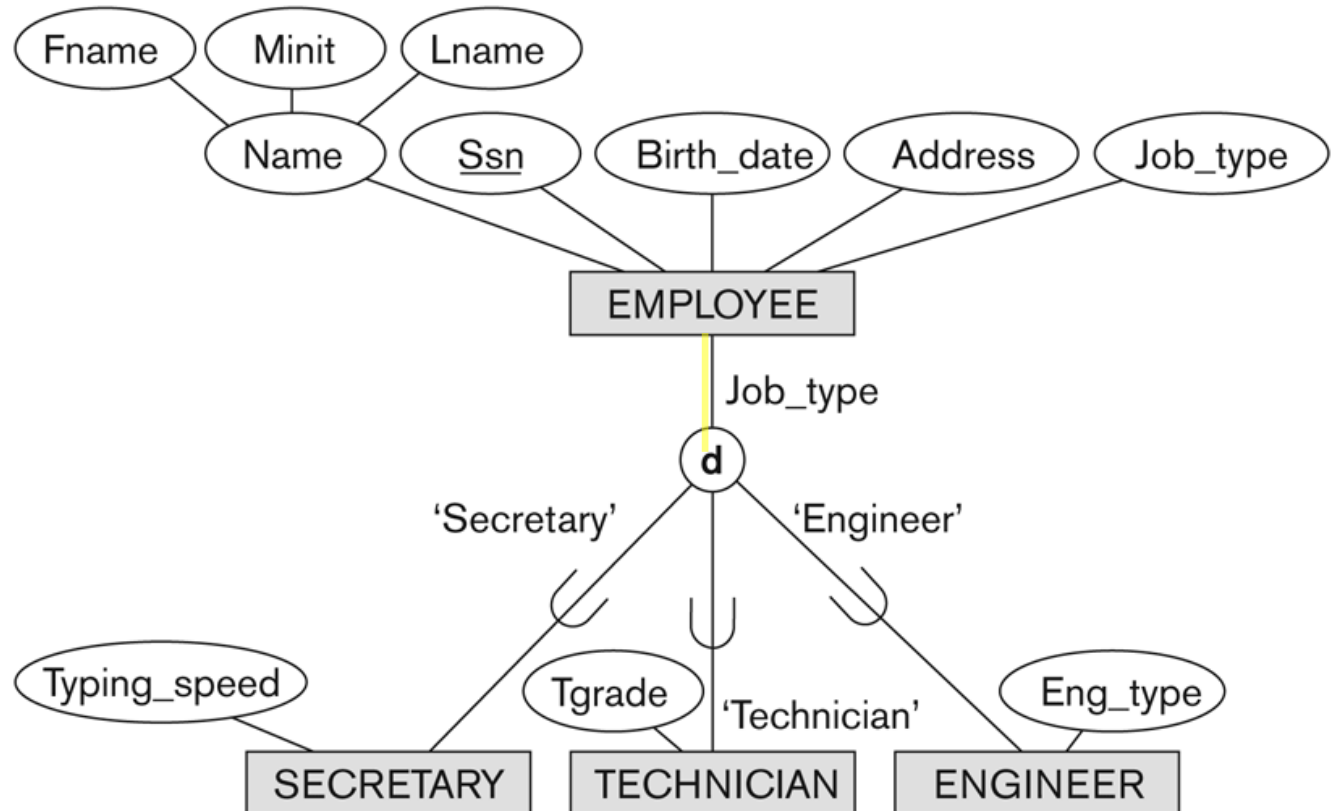 Fname Minit Lname
Name Ssn Birth_date Address Job_type
EMPLOYEE
Job_type
d
‘Secretary’ ‘Engineer’
Typing_speed Tgrade Eng_type
‘Technician’
SECRETARY TECHNICIAN ENGINEER